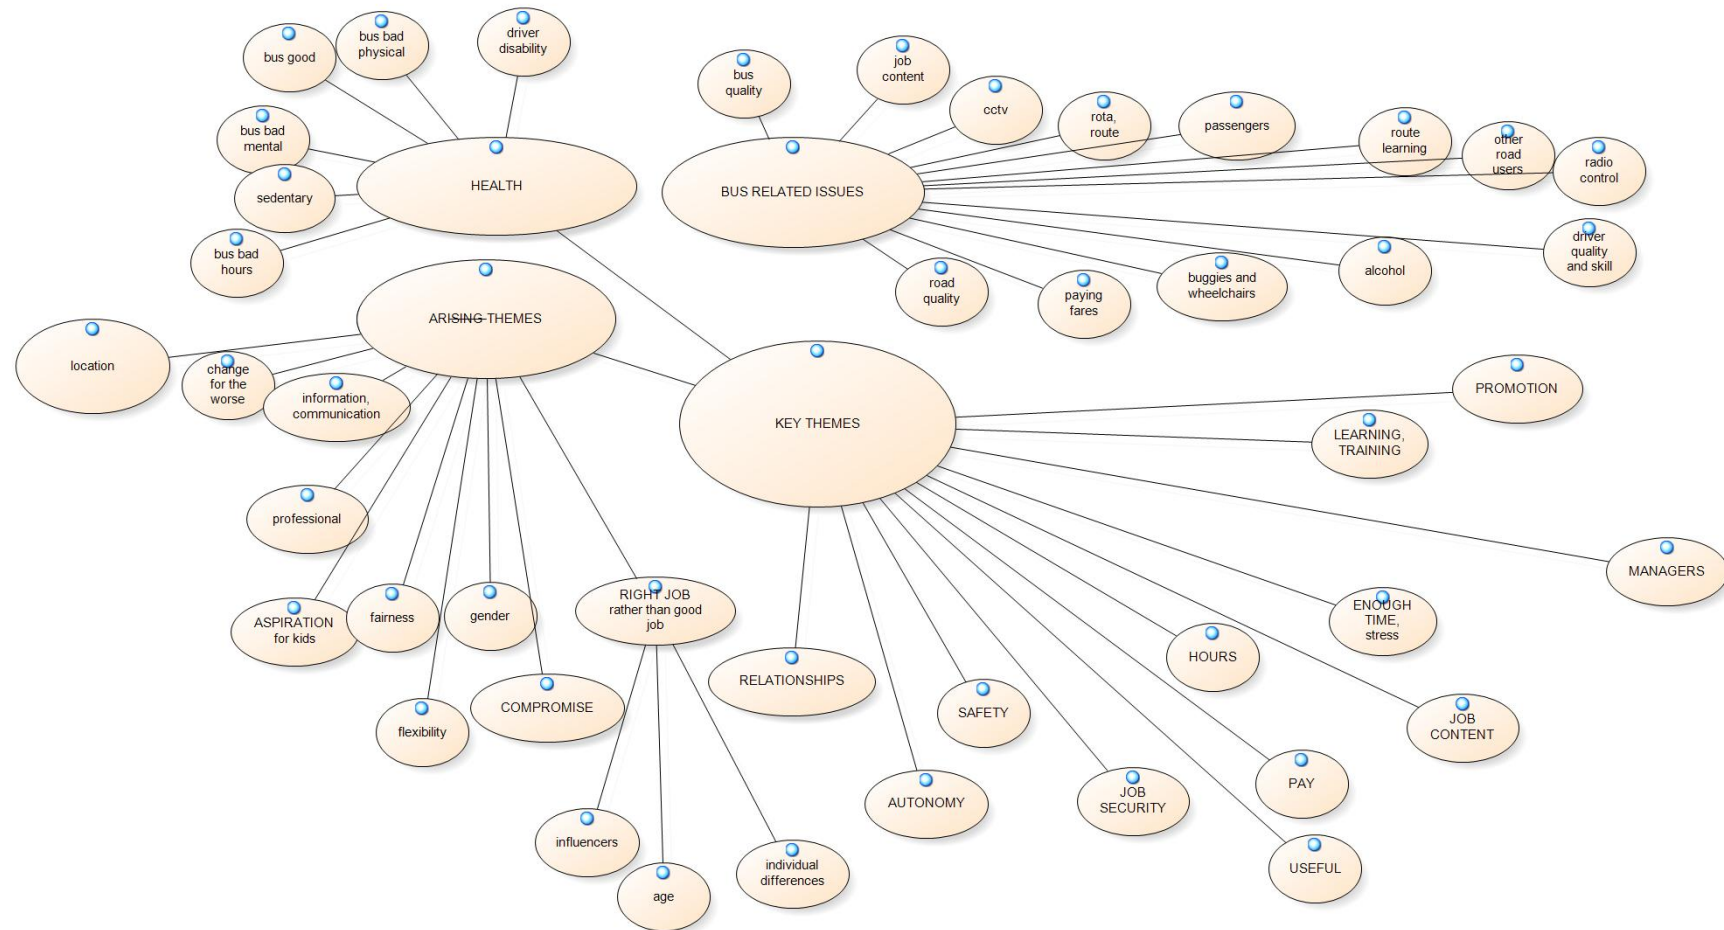 bus good
bus bad
physical
driver
disability
bus bad
mental
sedentary
bus bad
hours
HEALTH
bus
quality
job
content
cctv
rota,
route
passengers
route
learning
other
road
users
radio
control
BUS RELATED ISSUES
road
quality
paying
fares
buggies and
wheelchairs
alcohol
driver
quality
and skill
ARISING THEMES
location
change
for the
worse
information,
communication
professional
ASPIRATION
for kids
fairness
gender
flexibility
COMPROMISE
RIGHT JOB
rather than good
job
influencers
age
individual
differences
KEY THEMES
PROMOTION
LEARNING,
TRAINING
MANAGERS
ENOUGH
TIME,
stress
HOURS
JOB
CONTENT
RELATIONSHIPS
SAFETY
AUTONOMY
JOB
SECURITY
PAY
USEFUL